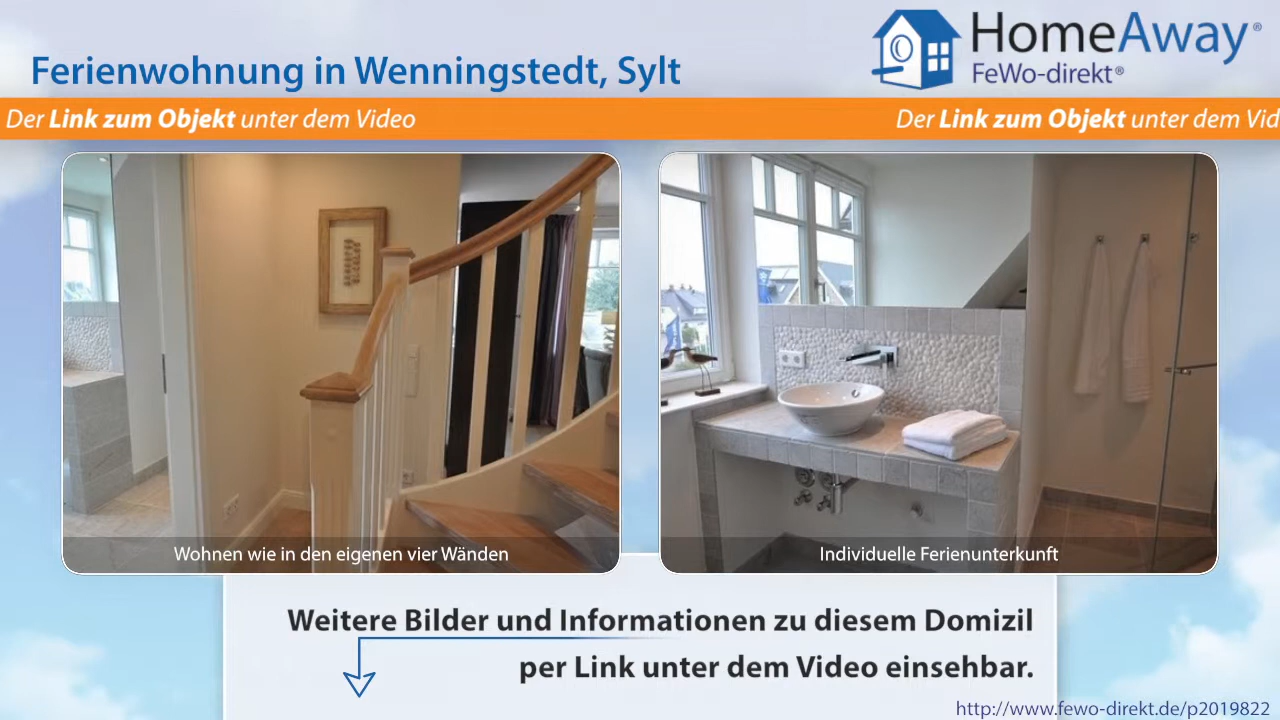 HomeAway®
FeWo-direkt®
Ferienwohnung in Wenningstedt, Sylt
Der Link zum Objekt unter dem Video
Der Link zum Objekt unter dem Vid
Wohnen wie in den eigenen vier Wänden
Individuelle Ferienunterkunft
Weitere Bilder und Informationen zu diesem Domizil
per Link unter dem Video einsehbar.
http://www.fewo-direkt.de/p2019822